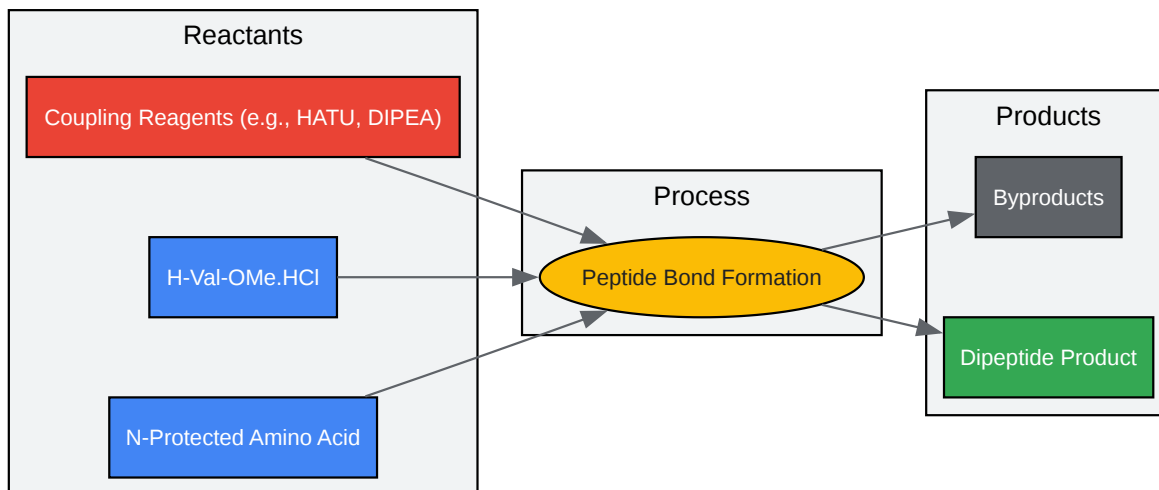 Reactants
Coupling Reagents (e.g., HATU, DIPEA)
H-Val-OMe.HCl
N-Protected Amino Acid
Process
Peptide Bond Formation
Products
Byproducts
Dipeptide Product